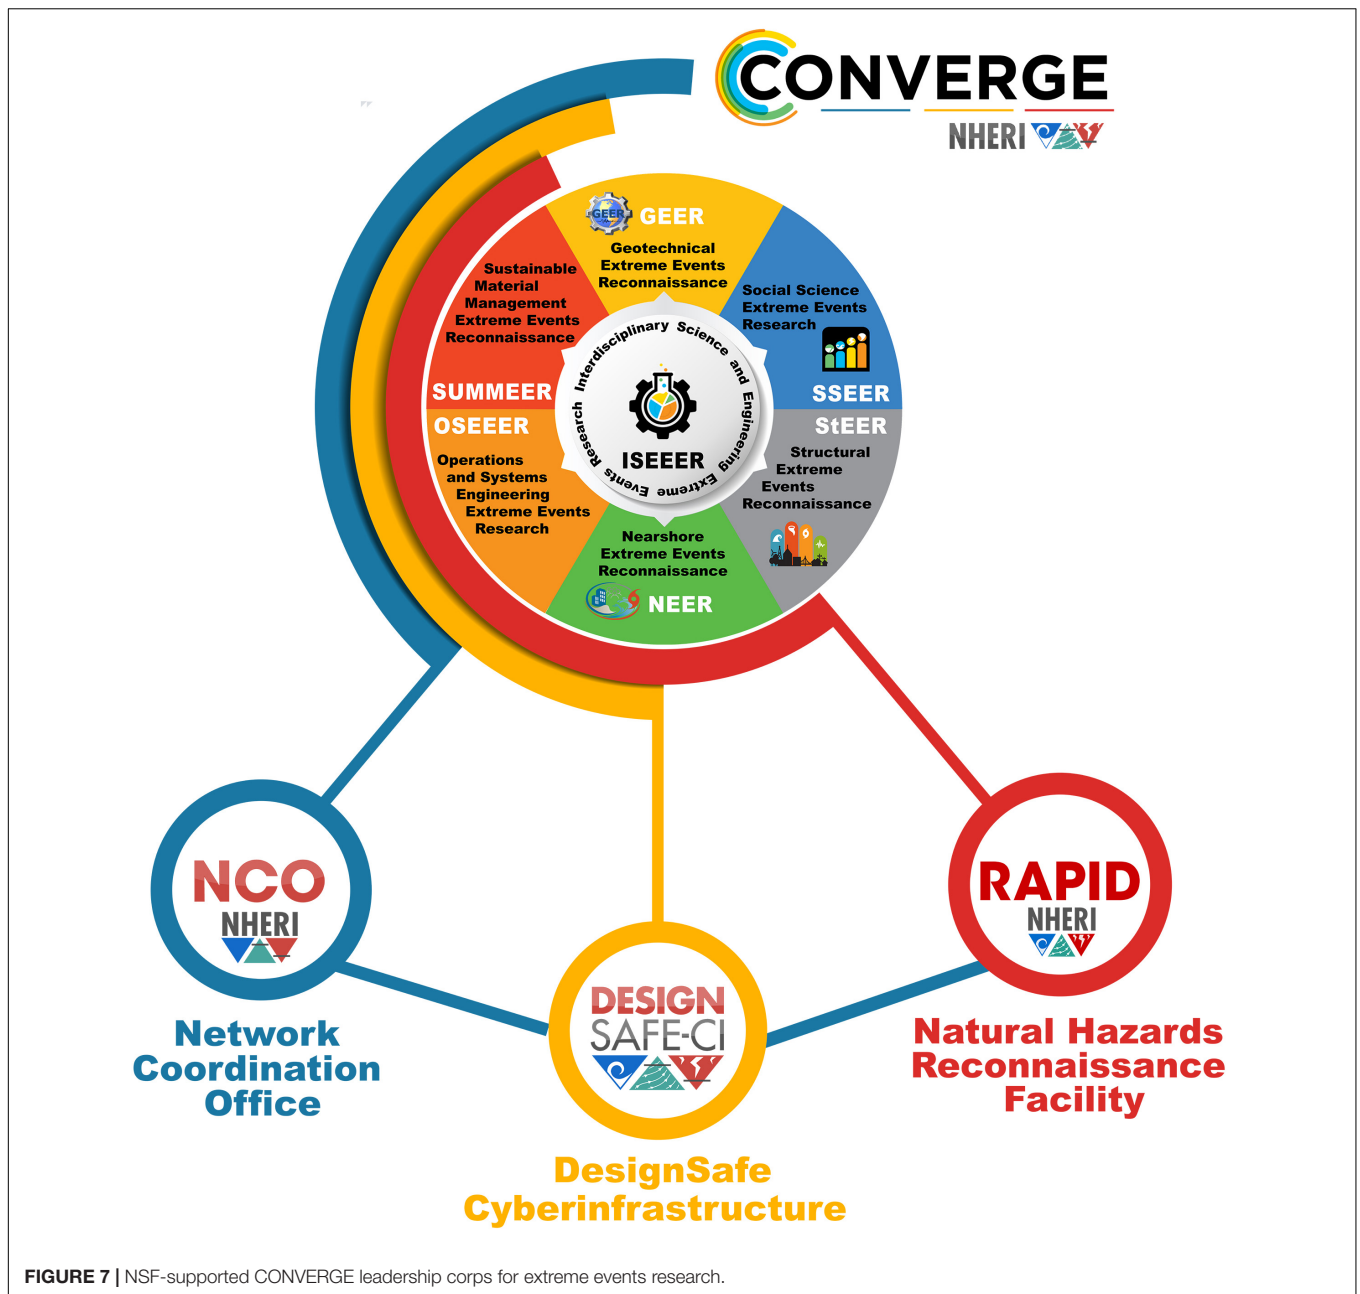 CONVERGE
NHERI
GEER
GEER
Geotechnical
Extreme Events
Reconnaissance
Social Science
Extreme Events
Research
SSEER
StEER
Structural
Extreme
Events
Reconnaissance
Nearshore
Extreme Events
Reconnaissance
NEER
OSEEER
Operations
and Systems
Engineering
Extreme Events
Research
Sustainable
Material
Management
Extreme Events
Reconnaissance
SUMMEER
Interdisciplinary Science and Engineering Extreme Events Research
ISEEER
NCO
NHERI
Network
Coordination
Office
DESIGN
SAFE-CI
DesignSafe
Cyberinfrastructure
RAPID
NHERI
Natural Hazards
Reconnaissance
Facility
FIGURE 7 | NSF-supported CONVERGE leadership corps for extreme events research.